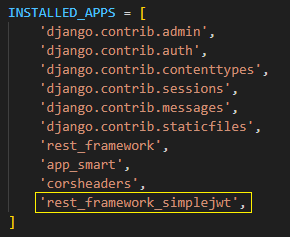 INSTALLED_APPS = [
    'django.contrib.admin',
    'django.contrib.auth',
    'django.contrib.contenttypes',
    'django.contrib.sessions',
    'django.contrib.messages',
    'django.contrib.staticfiles',
    'rest_framework',
    'app_smart',
    'corsheaders',
    'rest_framework_simplejwt',
]